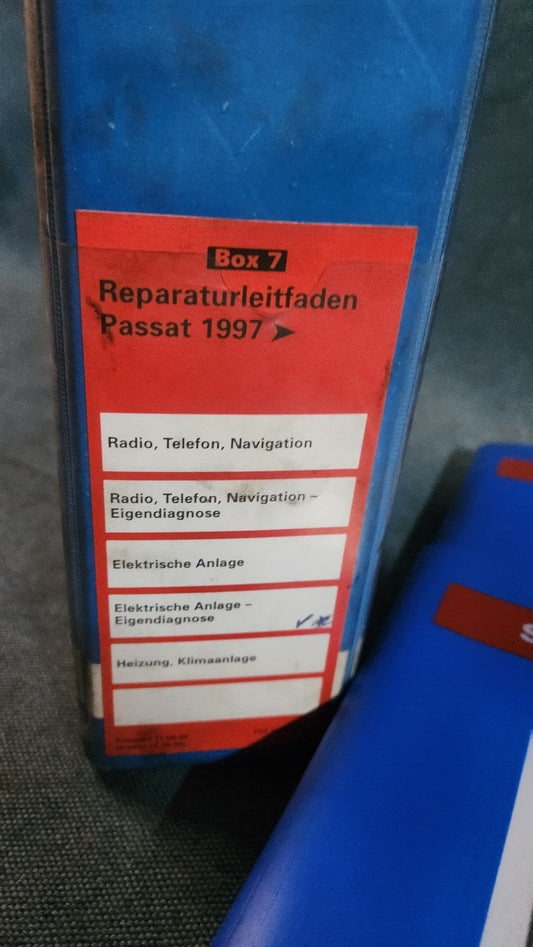 Box 7
Reparaturleitfaden
Passat 1997 ➤
Radio, Telefon, Navigation
Radio, Telefon, Navigation –
Eigendiagnose
Elektrische Anlage
Elektrische Anlage –
Eigendiagnose
Heizung, Klimaanlage
S